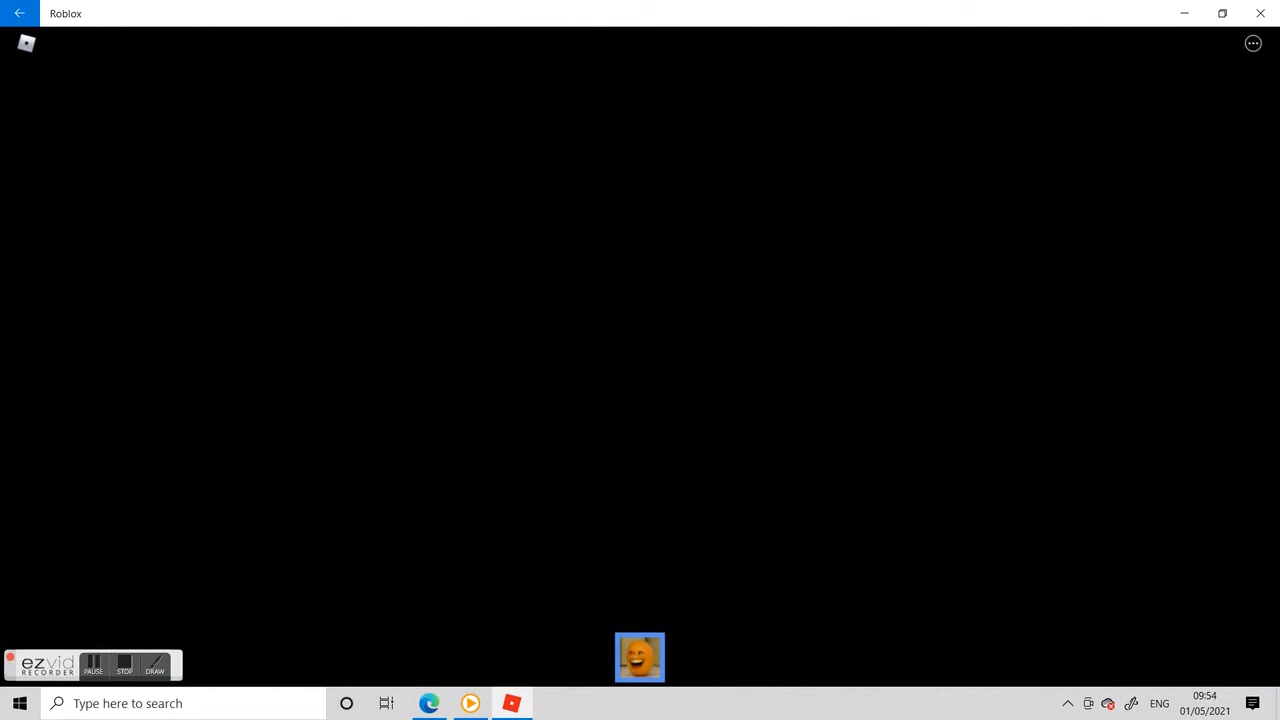 Roblox
ezvid
RECORDER
PAUSE
STOP
DRAW
Type here to search
ENG
09:54
01/05/2021